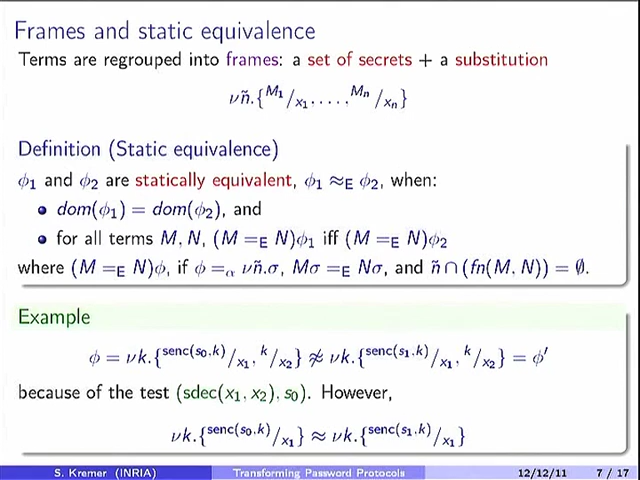 Frames and static equivalence
Terms are regrouped into frames: a set of secrets + a substitution
νñ.{M1/x1, . . . , Mn/xn}
Definition (Static equivalence)
ϕ1 and ϕ2 are statically equivalent, ϕ1 ≈E ϕ2, when:
• dom(ϕ1) = dom(ϕ2), and
• for all terms M, N, (M =E N)ϕ1 iff (M =E N)ϕ2
where (M =E N)ϕ, if ϕ =α νñ.σ, Mσ =E Nσ, and ñ ∩ (fn(M, N)) = ∅.
Example
ϕ = νk.{senc(s0,k)/x1, k/x2} ≉ νk.{senc(s1,k)/x1, k/x2} = ϕ′
because of the test (sdec(x1, x2), s0). However,
νk.{senc(s0,k)/x1} ≈ νk.{senc(s1,k)/x1}
S. Kremer (INRIA) Transforming Password Protocols 12/12/11 7 / 17